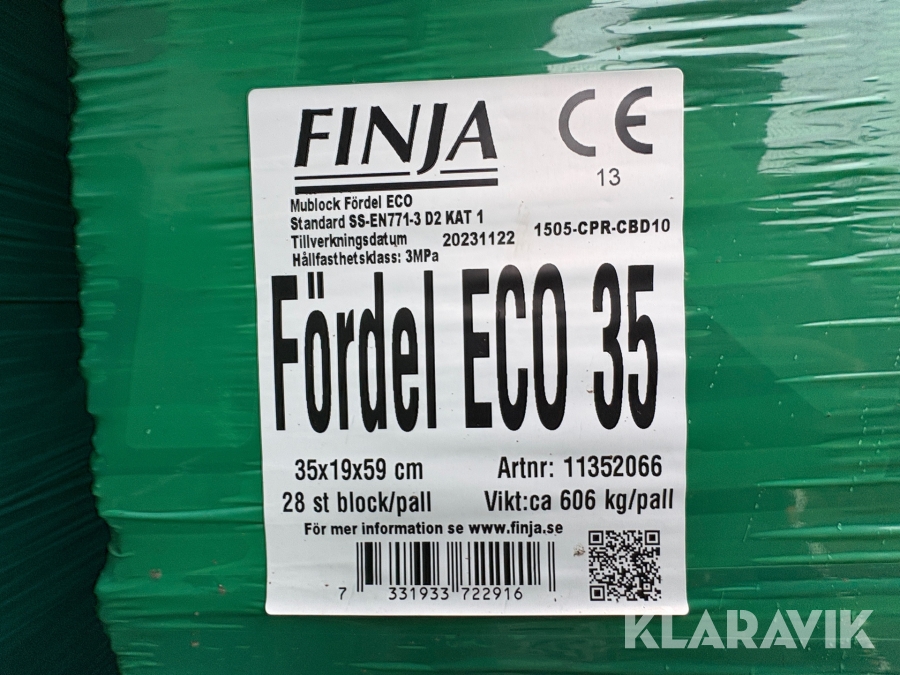 FINJA
CE
13
Mublock Fördel ECO
Standard SS-EN771-3 D2 KAT 1
Tillverkningsdatum 20231122 1505-CPR-CBD10
Hållfasthetsklass: 3MPa
Fördel ECO 35
35x19x59 cm Artnr: 11352066
28 st block/pall Vikt:ca 606 kg/pall
För mer information se www.finja.se
7 331933 722916
KLARAVIK